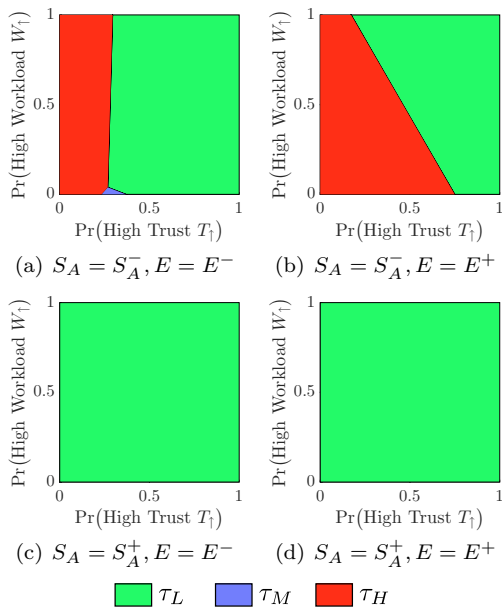 1
0.5
0
Pr(High Workload W↑)
0
0.5
1
Pr(High Trust T↑)
(a) S_A = S_A^-, E = E^-
1
0.5
0
Pr(High Workload W↑)
0
0.5
1
Pr(High Trust T↑)
(b) S_A = S_A^-, E = E^+
1
0.5
0
Pr(High Workload W↑)
0
0.5
1
Pr(High Trust T↑)
(c) S_A = S_A^+, E = E^-
1
0.5
0
Pr(High Workload W↑)
0
0.5
1
Pr(High Trust T↑)
(d) S_A = S_A^+, E = E^+
τ_L τ_M τ_H